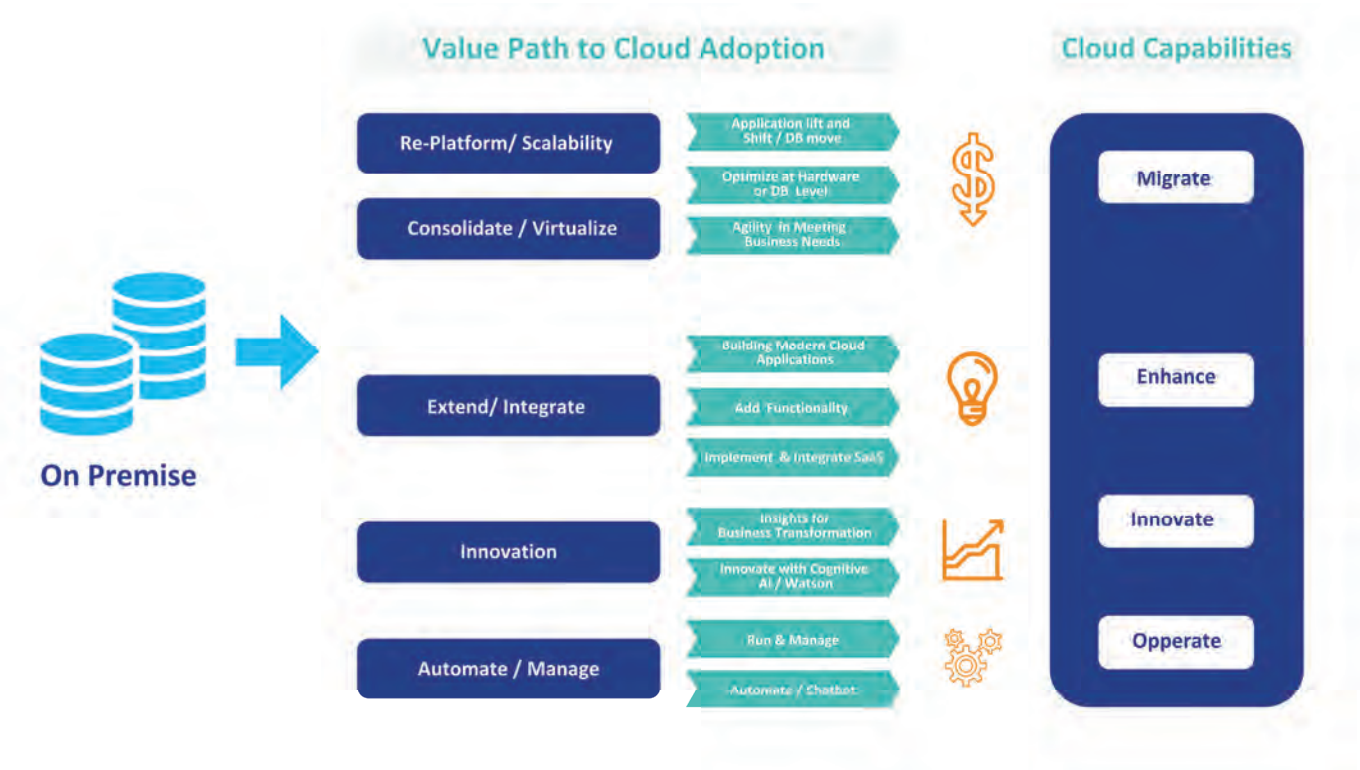 Value Path to Cloud Adoption
Cloud Capabilities
Re-Platform/ Scalability
Application lift and
Shift / DB move
Optimize at Hardware
or DB Level
Consolidate / Virtualize
Agility in Meeting
Business Needs
Migrate
On Premise
Extend/ Integrate
Building Modern Cloud
Applications
Add Functionality
Implement & Integrate SaaS
Enhance
Innovation
Insights for
Business Transformation
Innovate with Cognitive
AI / Watson
Innovate
Automate / Manage
Run & Manage
Automate / Chatbot
Opperate